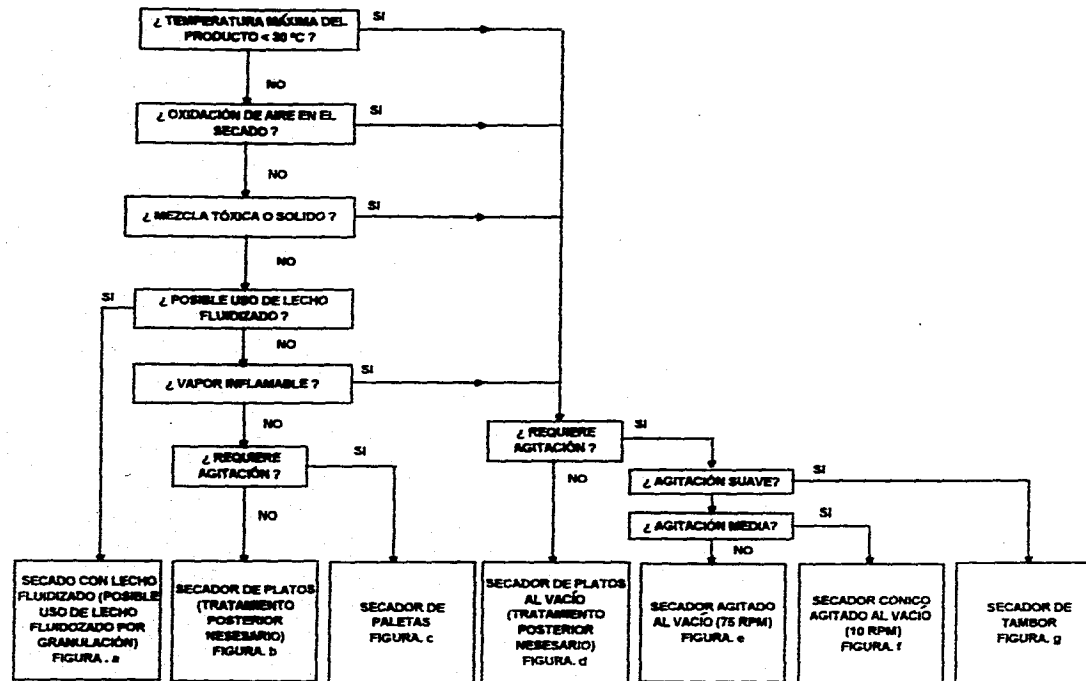 ¿ TEMPERATURA MÁXIMA DEL
PRODUCTO < 30 ºC ?
SI
NO
¿ OXIDACIÓN DE AIRE EN EL
SECADO ?
SI
NO
¿ MEZCLA TÓXICA O SOLIDO ?
SI
NO
SI
¿ POSIBLE USO DE LECHO
FLUIDIZADO ?
NO
¿ VAPOR INFLAMABLE ?
SI
NO
¿ REQUIERE
AGITACIÓN ?
SI
NO
¿ REQUIERE
AGITACIÓN ?
SI
NO
¿ AGITACIÓN SUAVE?
SI
¿ AGITACIÓN MEDIA?
SI
NO
SECADO CON LECHO
FLUIDIZADO (POSIBLE
USO DE LECHO
FLUIDOZADO POR
GRANULACIÓN)
FIGURA . a
SECADOR DE PLATOS
(TRATAMIENTO
POSTERIOR
NESESARIO)
FIGURA. b
SECADOR DE
PALETAS
FIGURA. c
SECADOR DE PLATOS
AL VACÍO
(TRATAMIENTO
POSTERIOR
NESESARIO)
FIGURA. d
SECADOR AGITADO
AL VACÍO (75 RPM)
FIGURA. e
SECADOR CÓNICO
AGITADO AL VACÍO
(10 RPM)
FIGURA. f
SECADOR DE
TAMBOR
FIGURA. g